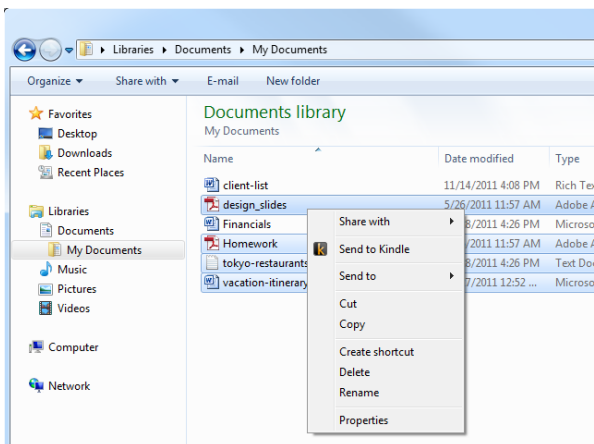 Libraries ▸ Documents ▸ My Documents
Organize ▾ Share with ▾ E-mail New folder
Favorites
Desktop
Downloads
Recent Places
Libraries
Documents
My Documents
Music
Pictures
Videos
Computer
Network
Documents library
My Documents
Name Date modified Type
client-list 11/14/2011 4:08 PM Rich Te
design_slides 5/26/2011 11:57 AM Adobe A
Financials 8/2011 4:26 PM Microso
Homework /2011 11:57 AM Adobe A
tokyo-restaurants 8/2011 4:26 PM Text Do
vacation-itinerary 7/2011 12:52 ... Microso
Share with
Send to Kindle
Send to
Cut
Copy
Create shortcut
Delete
Rename
Properties